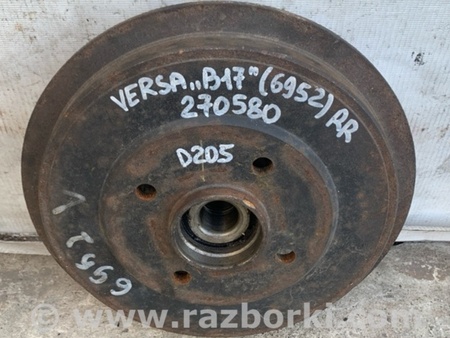 VERSA „B17" (6952) RR
270580
D205
6952
www.razborki.com